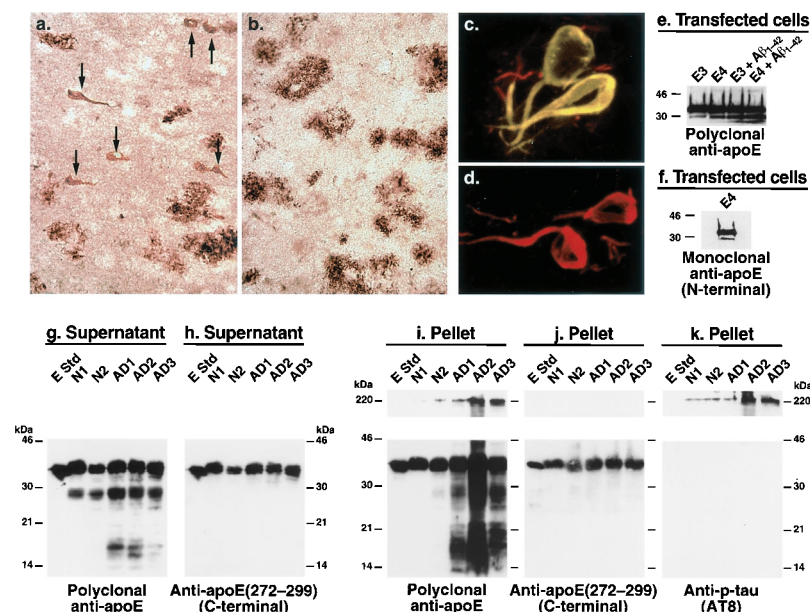 a.
b.
c.
d.
e. Transfected cells
E3 E4 E3 + Aβ1–42 E4 + Aβ1–42
46
30
Polyclonal
anti-apoE
f. Transfected cells
E4
46
30
Monoclonal
anti-apoE
(N-terminal)
g. Supernatant
E Std N1 N2 AD1 AD2 AD3
kDa
46
30
21
14
Polyclonal
anti-apoE
h. Supernatant
E Std N1 N2 AD1 AD2 AD3
kDa
46
30
21
14
Anti-apoE(272–299)
(C-terminal)
i. Pellet
E Std N1 N2 AD1 AD2 AD3
kDa
220
46
30
21
14
Polyclonal
anti-apoE
j. Pellet
E Std N1 N2 AD1 AD2 AD3
Anti-apoE(272–299)
(C-terminal)
k. Pellet
E Std N1 N2 AD1 AD2 AD3
kDa
220
46
30
21
14
Anti-p-tau
(AT8)